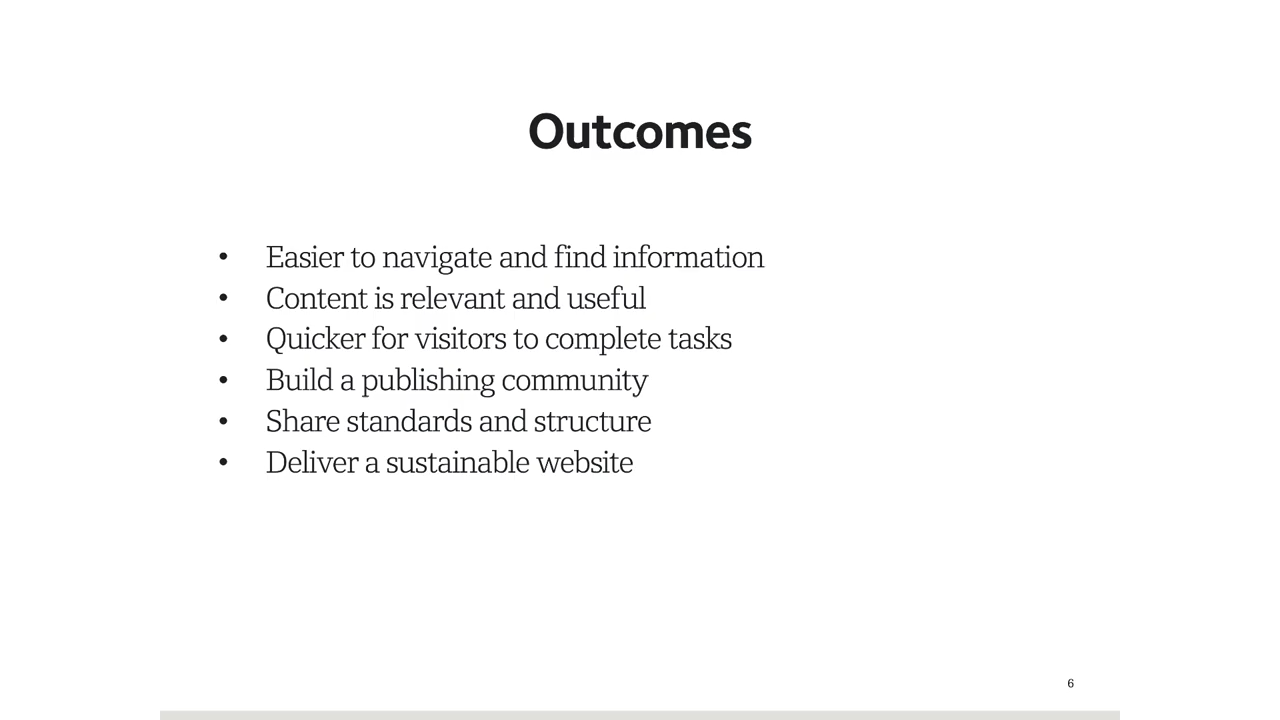 Outcomes
• Easier to navigate and find information
• Content is relevant and useful
• Quicker for visitors to complete tasks
• Build a publishing community
• Share standards and structure
• Deliver a sustainable website
6